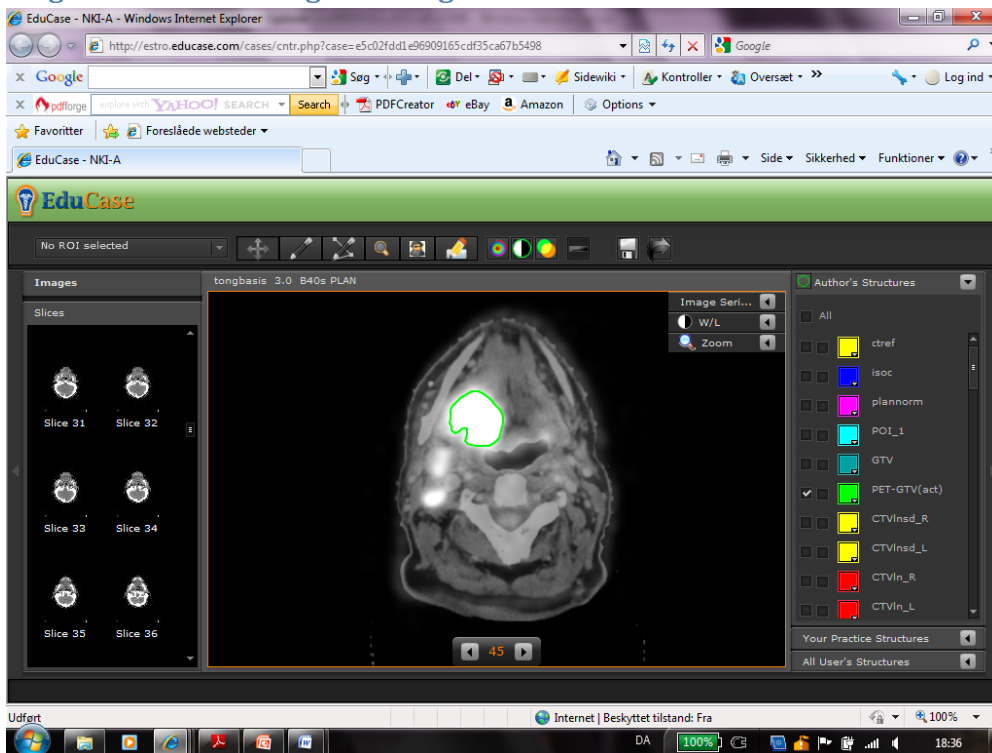 EduCase - NKI-A - Windows Internet Explorer
http://estro.educase.com/cases/cntr.php?case=e5c02fdd1e96909165cdf35ca67b5498
Google
x Google
Søg
Del
Sidewiki
Kontroller
Oversæt
Log ind
x pdfforge
explore with YAHOO! SEARCH
Search
PDFCreator
eBay
Amazon
Options
Favoritter
Foreslåede websteder
EduCase - NKI-A
Side
Sikkerhed
Funktioner
EduCase
No ROI selected
Images
Slices
Slice 31
Slice 32
Slice 33
Slice 34
Slice 35
Slice 36
tongbasis 3.0 B40s PLAN
Image Seri...
W/L
Zoom
45
Author's Structures
All
ctref
isoc
plannorm
POI_1
GTV
PET-GTV(act)
CTVlnsd_R
CTVlnsd_L
CTVln_R
CTVln_L
Your Practice Structures
All User's Structures
Udført
Internet | Beskyttet tilstand: Fra
100%
DA
100%
18:36